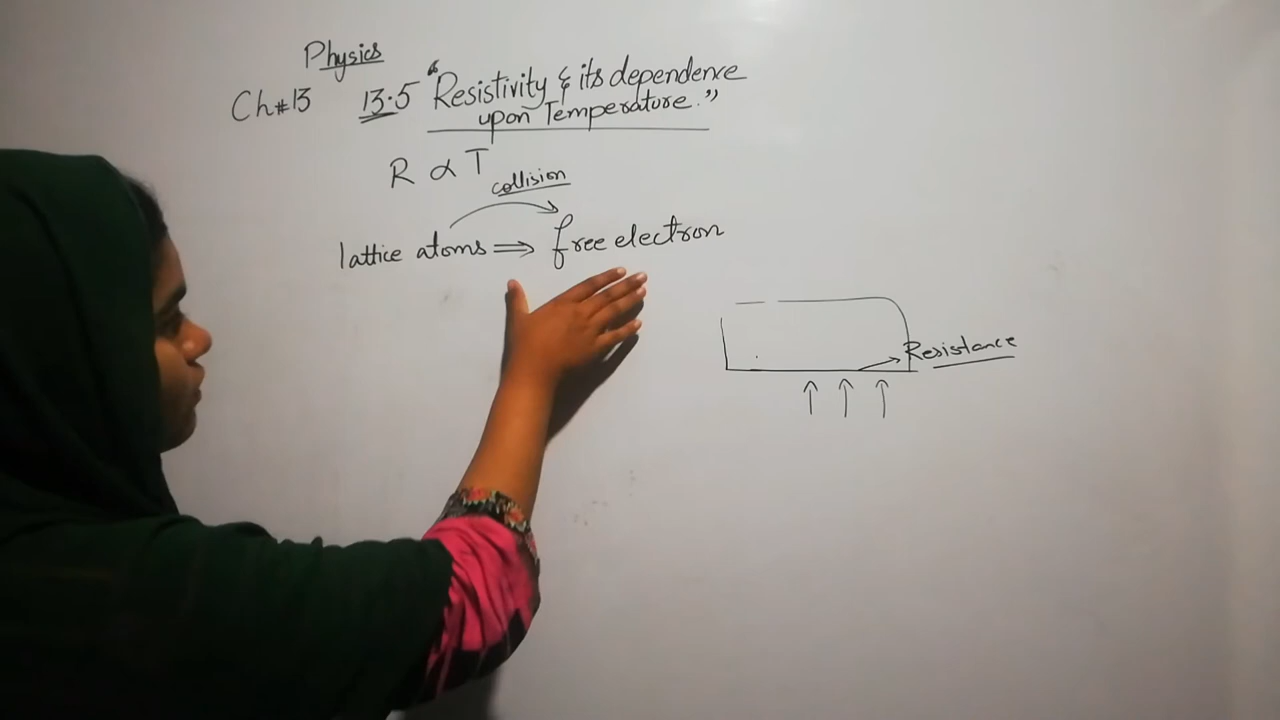 Physics
Ch#13 13.5 "Resistivity & its dependence
upon Temperature."
R ∝ T
collision
lattice atoms ⇒ free electron
Resistance